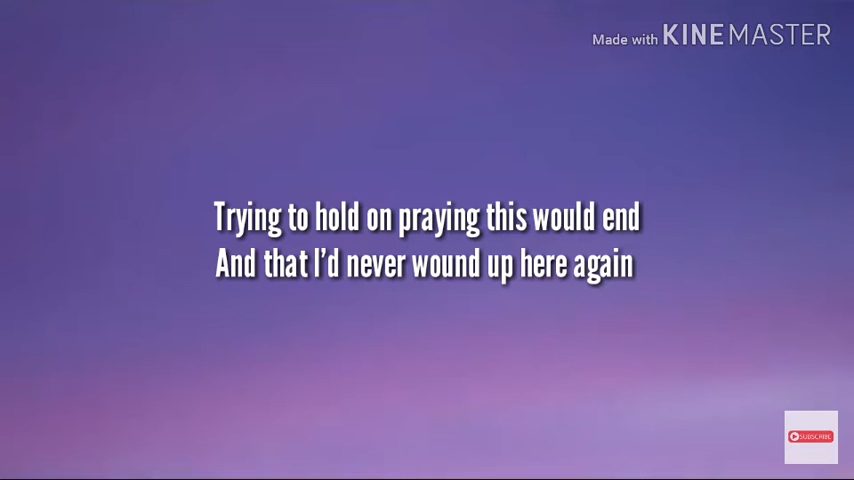 Made with KINEMASTER
Trying to hold on praying this would end
And that I'd never wound up here again
SUBSCRIBE